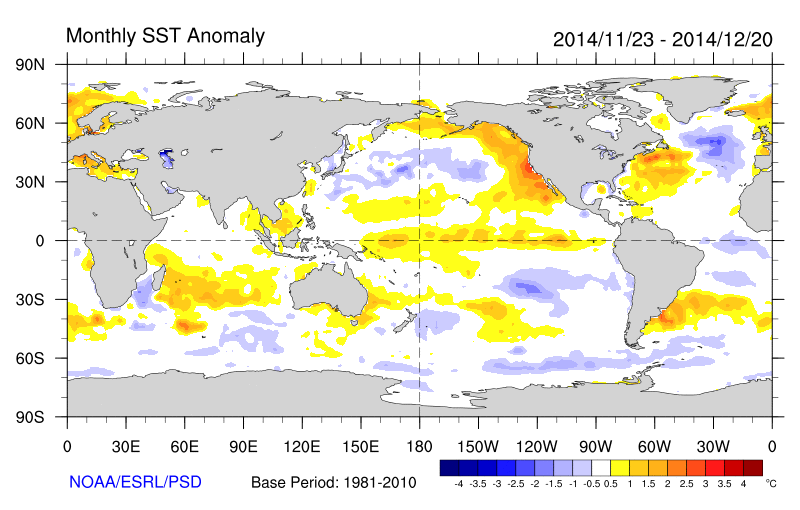 Monthly SST Anomaly 2014/11/23 - 2014/12/20
90N
60N
30N
0
30S
60S
90S
0 30E 60E 90E 120E 150E 180 150W 120W 90W 60W 30W 0
NOAA/ESRL/PSD Base Period: 1981-2010
-4 -3.5 -3 -2.5 -2 -1.5 -1 -0.5 0.5 1 1.5 2 2.5 3 3.5 4 °C